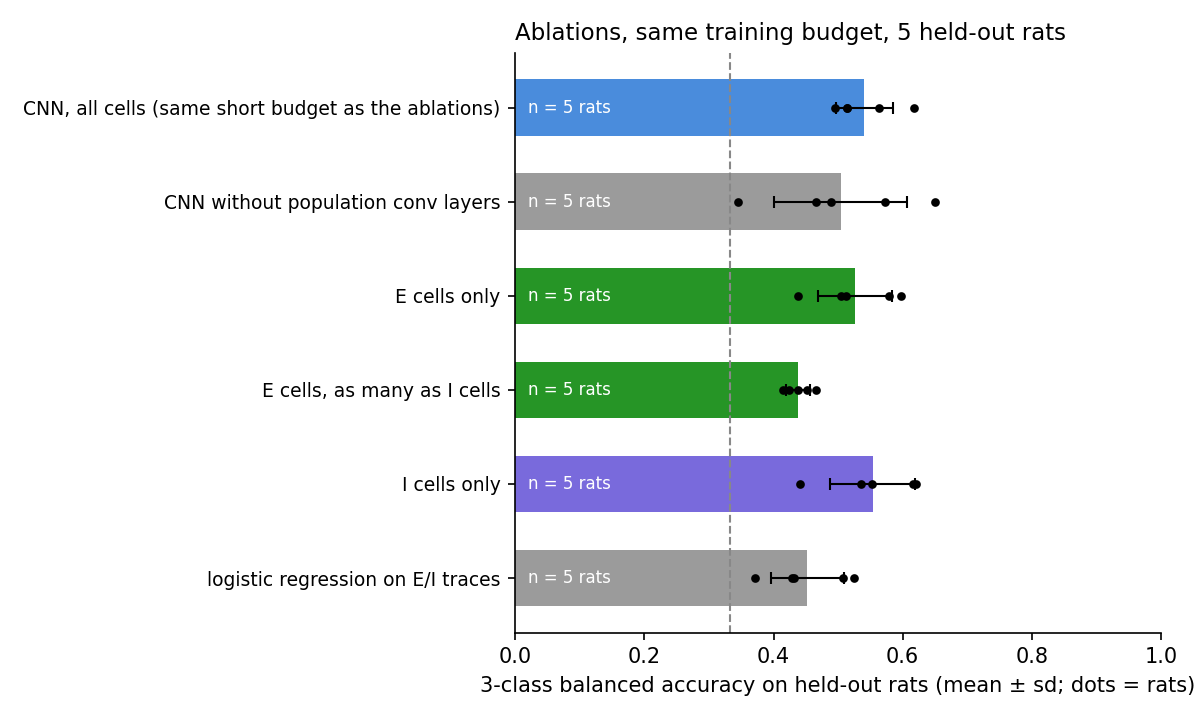 Ablations, same training budget, 5 held-out rats
CNN, all cells (same short budget as the ablations)
n = 5 rats
CNN without population conv layers
n = 5 rats
E cells only
n = 5 rats
E cells, as many as I cells
n = 5 rats
I cells only
n = 5 rats
logistic regression on E/I traces
n = 5 rats
0.0 0.2 0.4 0.6 0.8 1.0
3-class balanced accuracy on held-out rats (mean ± sd; dots = rats)